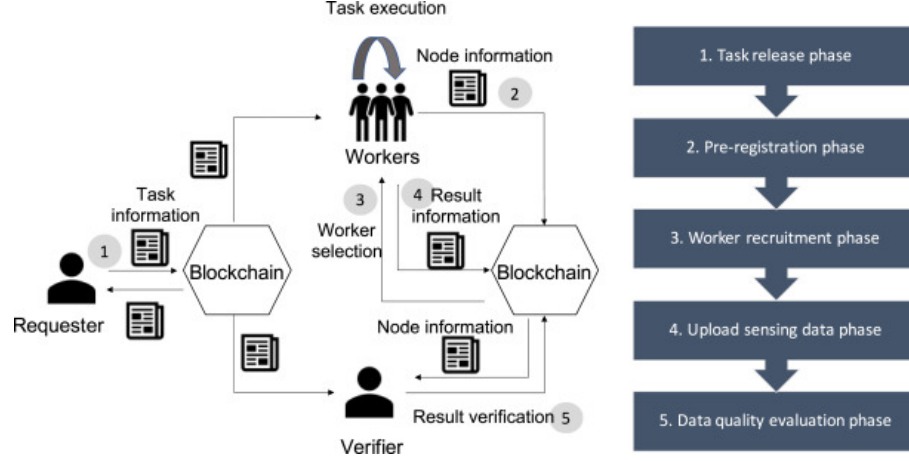 Task execution
Node information
2
Workers
Task
information
1
Blockchain
Requester
3
Worker
selection
4
Result
information
Blockchain
Node information
Result verification 5
Verifier
1. Task release phase
2. Pre-registration phase
3. Worker recruitment phase
4. Upload sensing data phase
5. Data quality evaluation phase